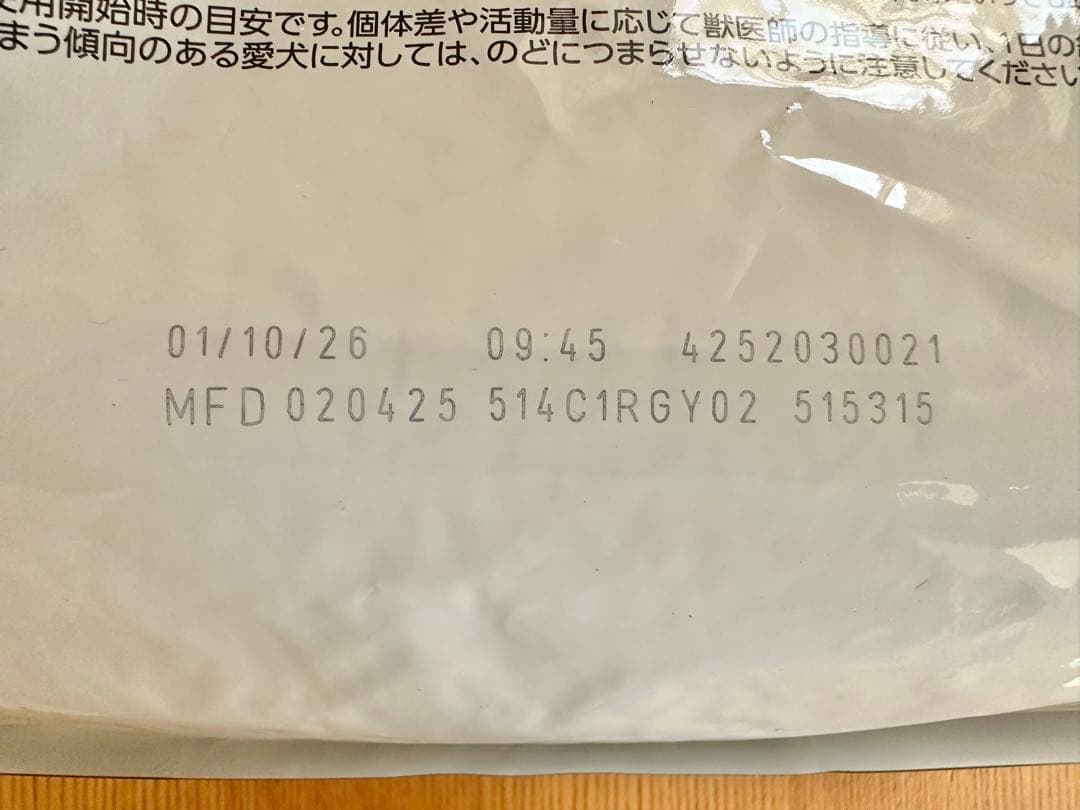 用開始時の目安です。個体差や活動量に応じて獣医師の指導に従い、1日の
まう傾向のある愛犬に対しては、のどにつまらせないように注意してください
01/10/26 09:45 4252030021
MFD 020425 514C1RGY02 515315